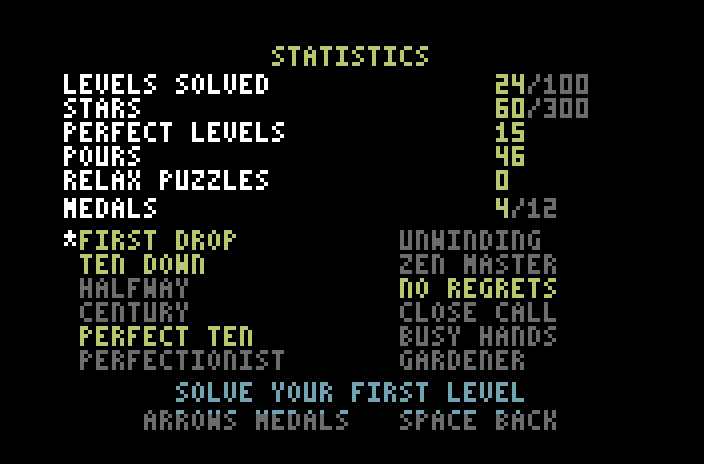 STATISTICS
LEVELS SOLVED 24/100
STARS 60/300
PERFECT LEVELS 15
POURS 46
RELAX PUZZLES 0
MEDALS 4/12
*FIRST DROP UNWINDING
TEN DOWN ZEN MASTER
HALFWAY NO REGRETS
CENTURY CLOSE CALL
PERFECT TEN BUSY HANDS
PERFECTIONIST GARDENER
SOLVE YOUR FIRST LEVEL
ARROWS MEDALS SPACE BACK